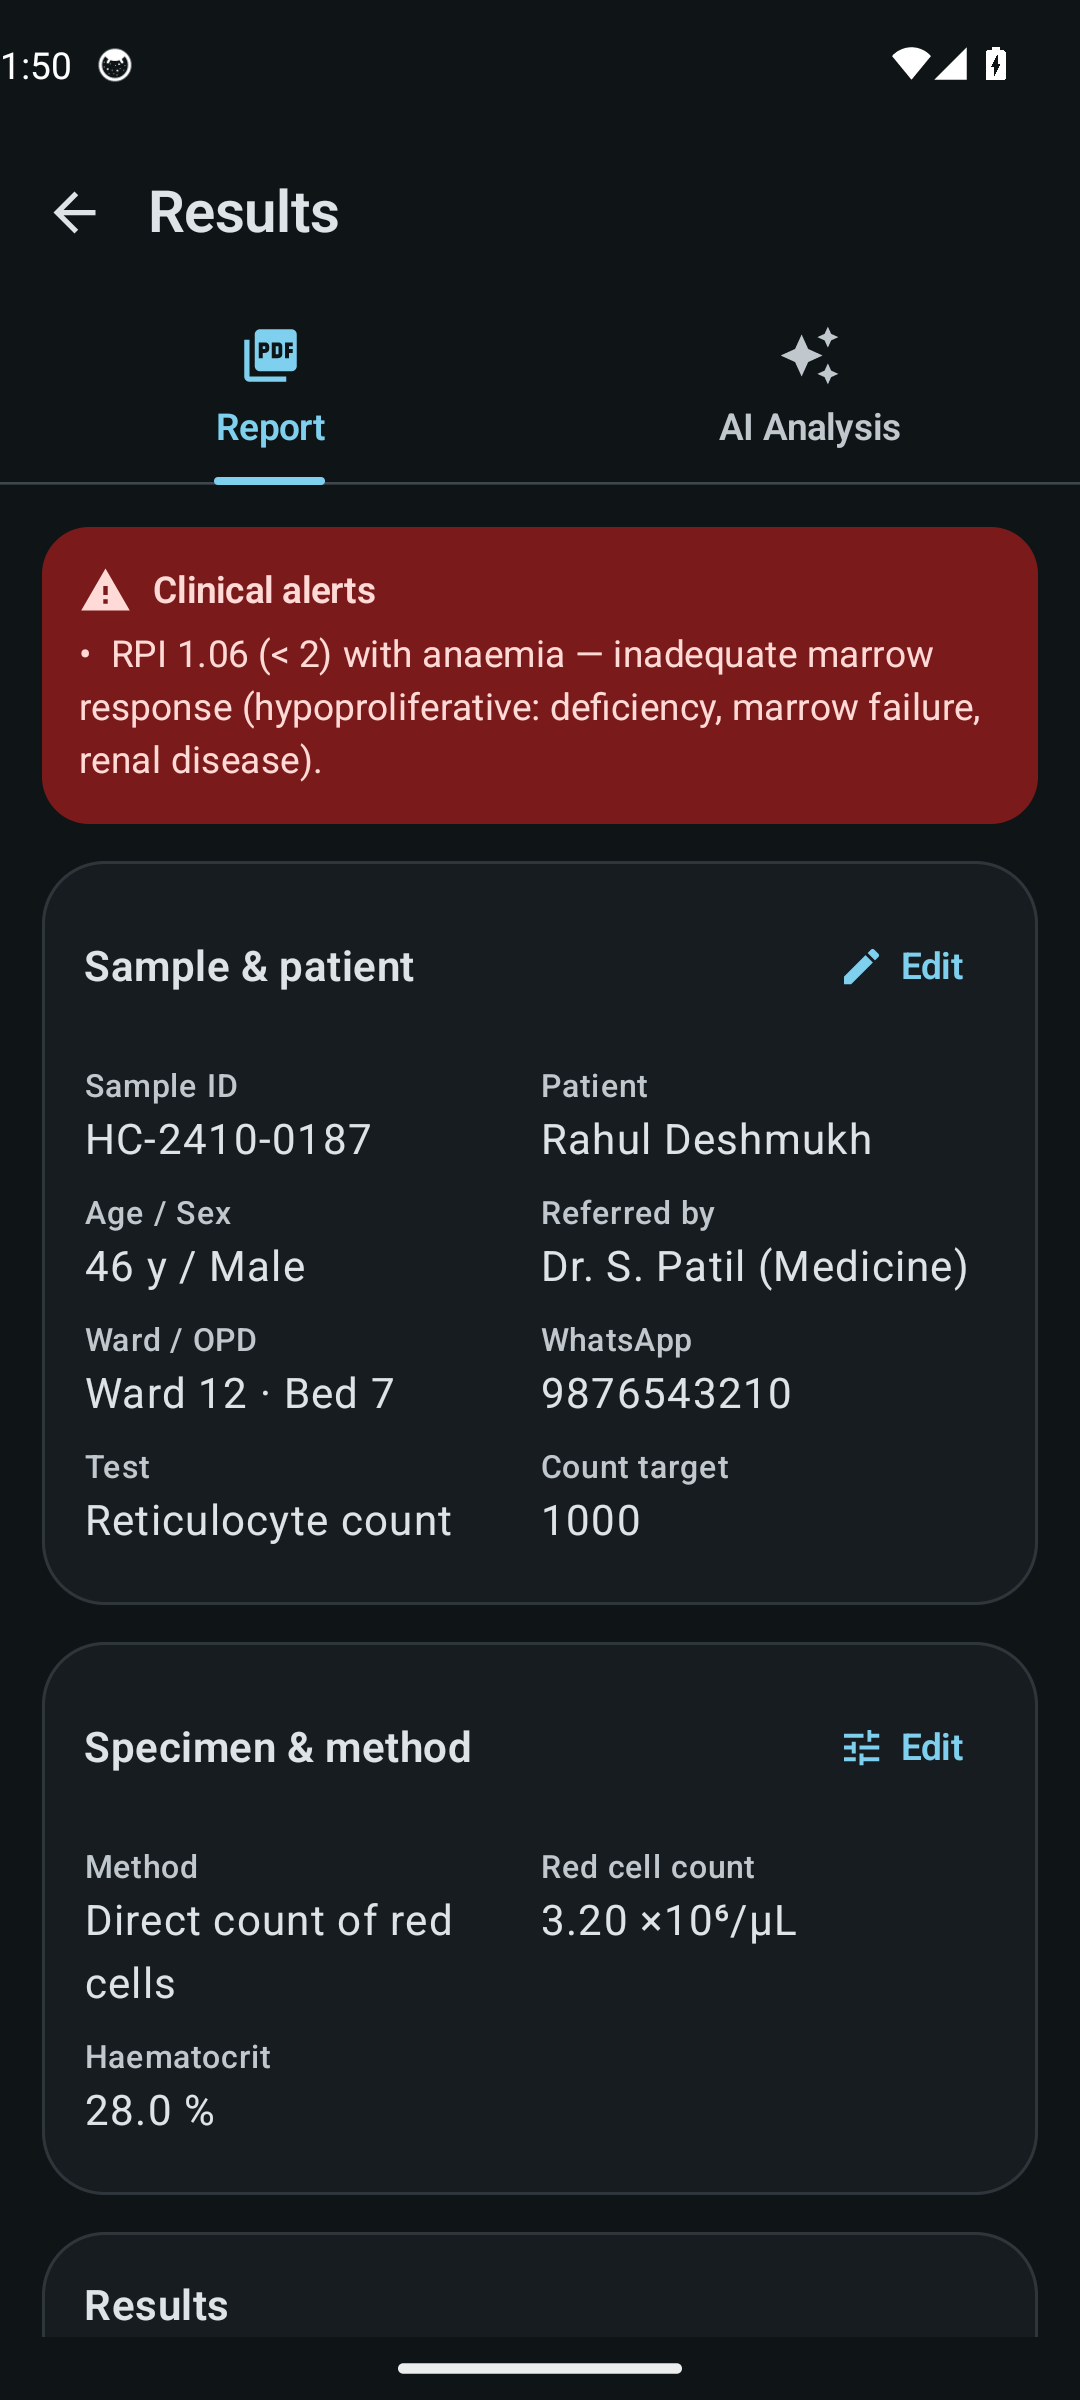 1:50
Results
PDF
Report
AI Analysis
Clinical alerts
• RPI 1.06 (< 2) with anaemia — inadequate marrow
response (hypoproliferative: deficiency, marrow failure,
renal disease).
Sample & patient
Edit
Sample ID
Patient
HC-2410-0187
Rahul Deshmukh
Age / Sex
Referred by
46 y / Male
Dr. S. Patil (Medicine)
Ward / OPD
WhatsApp
Ward 12 · Bed 7
9876543210
Test
Count target
Reticulocyte count
1000
Specimen & method
Edit
Method
Red cell count
Direct count of red
cells
3.20 ×10⁶/µL
Haematocrit
28.0 %
Results